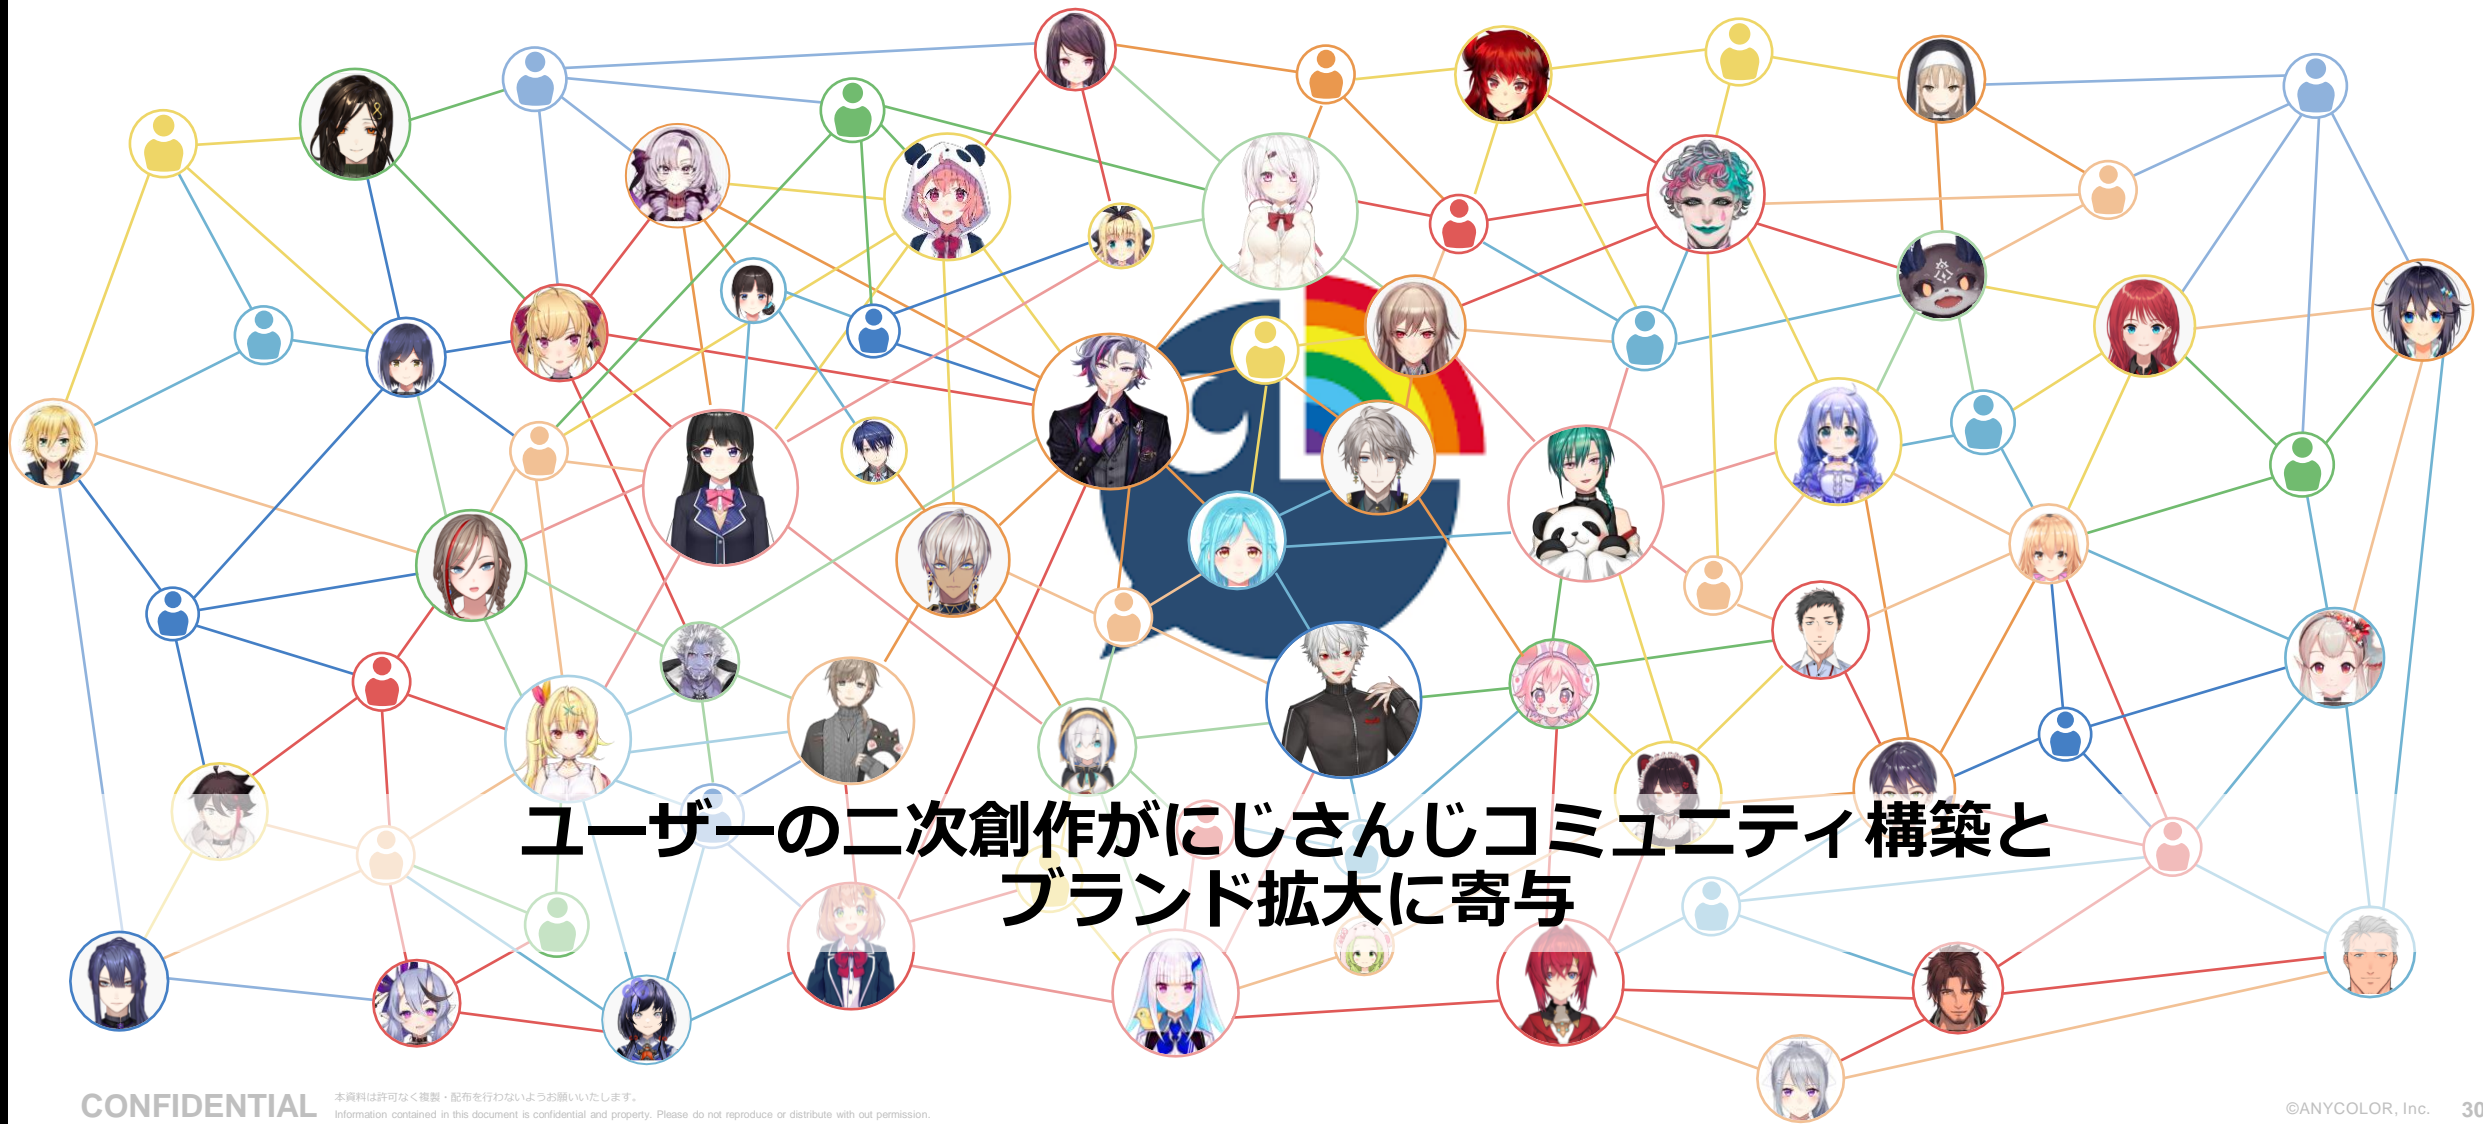 ユーザーの二次創作がにじさんじコミュニティ構築と
ブランド拡大に寄与
CONFIDENTIAL
本資料は許可なく複製・配布を行わないようお願いいたします。
Information contained in this document is confidential and property. Please do not reproduce or distribute with out permission.
©ANYCOLOR, Inc. 30